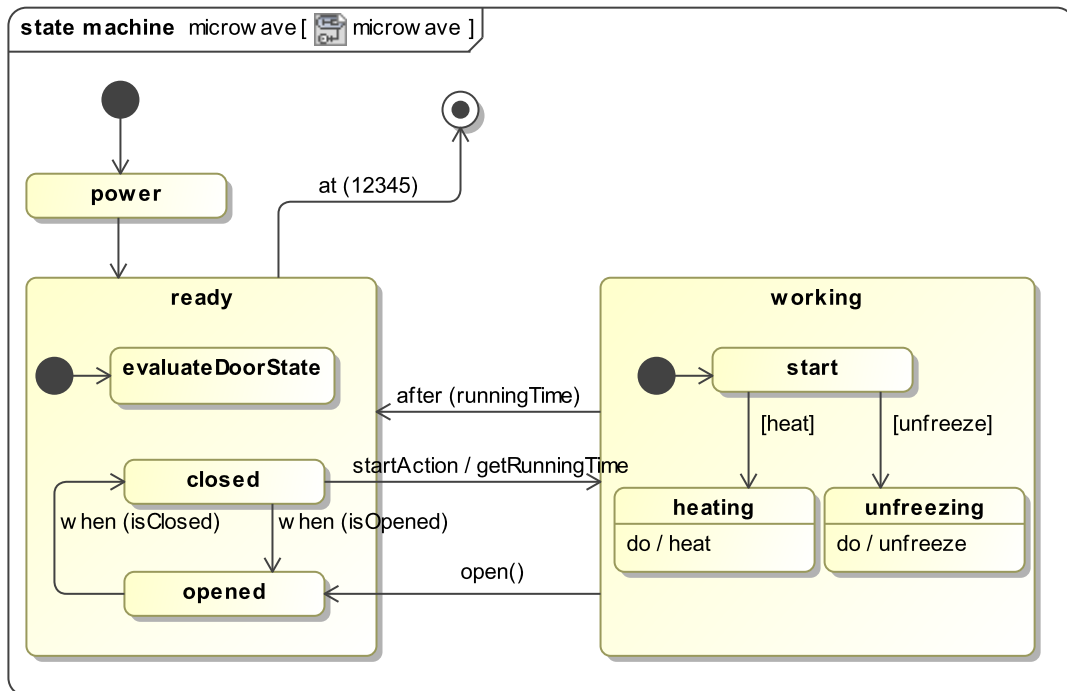 state machine microwave [ microwave ]
power
at (12345)
ready
evaluateDoorState
closed
when (isClosed)
when (isOpened)
opened
after (runningTime)
startAction / getRunningTime
open()
working
start
[heat]
[unfreeze]
heating
do / heat
unfreezing
do / unfreeze